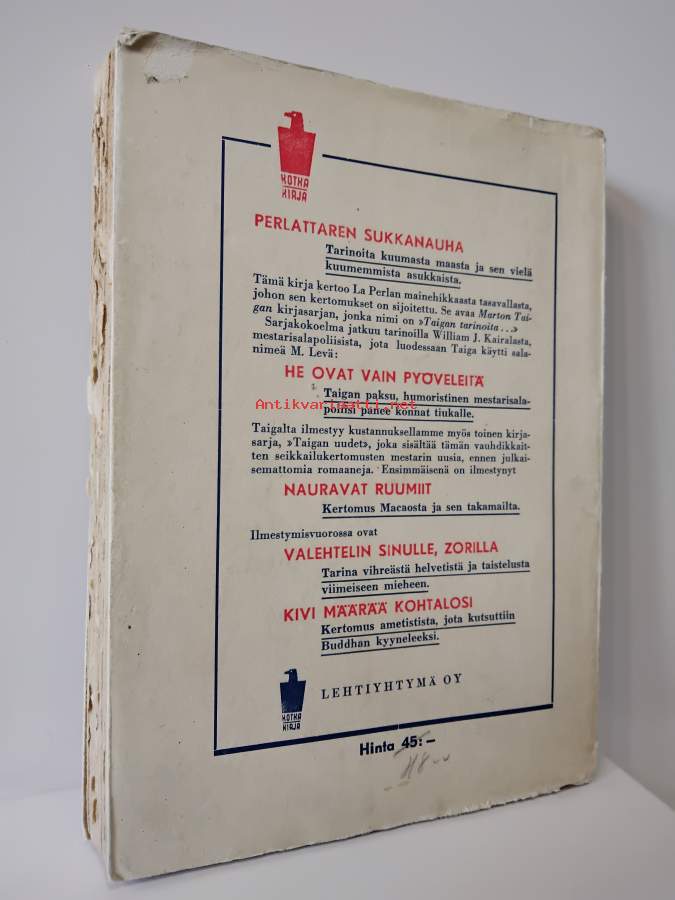 KOTKA
KIRJA
PERLATTAREN SUKKANAUHA
Tarinoita kuumasta maasta ja sen vielä
kuumemmista asukkaista.
Tämä kirja kertoo La Perlan mainehikkaasta tasavallasta,
johon sen kertomukset on sijoitettu. Se avaa Marton Tai-
gan kirjasarjan, jonka nimi on »Taigan tarinoita...»
Sarjakokoelma jatkuu tarinoilla William J. Kairalasta,
mestarisalapoliisista, jota luodessaan Taiga käytti sala-
nimeä M. Levä:
HE OVAT VAIN PYÖVELEITÄ
Taigan paksu, humoristinen mestarisala-
poliisi panee konnat tiukalle.
Antikvariaatti.net
Taigalta ilmestyy kustannuksellamme myös toinen kirja-
sarja, »Taigan uudet», joka sisältää tämän vauhdikkait-
ten seikkailukertomusten mestarin uusia, ennen julkai-
semattomia romaaneja. Ensimmäisenä on ilmestynyt
NAURAVAT RUUMIIT
Kertomus Macaosta ja sen takamailta.
Ilmestymisvuorossa ovat
VALEHTELIN SINULLE, ZORILLA
Tarina vihreästä helvetistä ja taistelusta
viimeiseen mieheen.
KIVI MÄÄRÄÄ KOHTALOSI
Kertomus ametistista, jota kutsuttiin
Buddhan kyyneleeksi.
KOTKA
KIRJA
LEHTIYHTYMÄ OY
Hinta 45:–